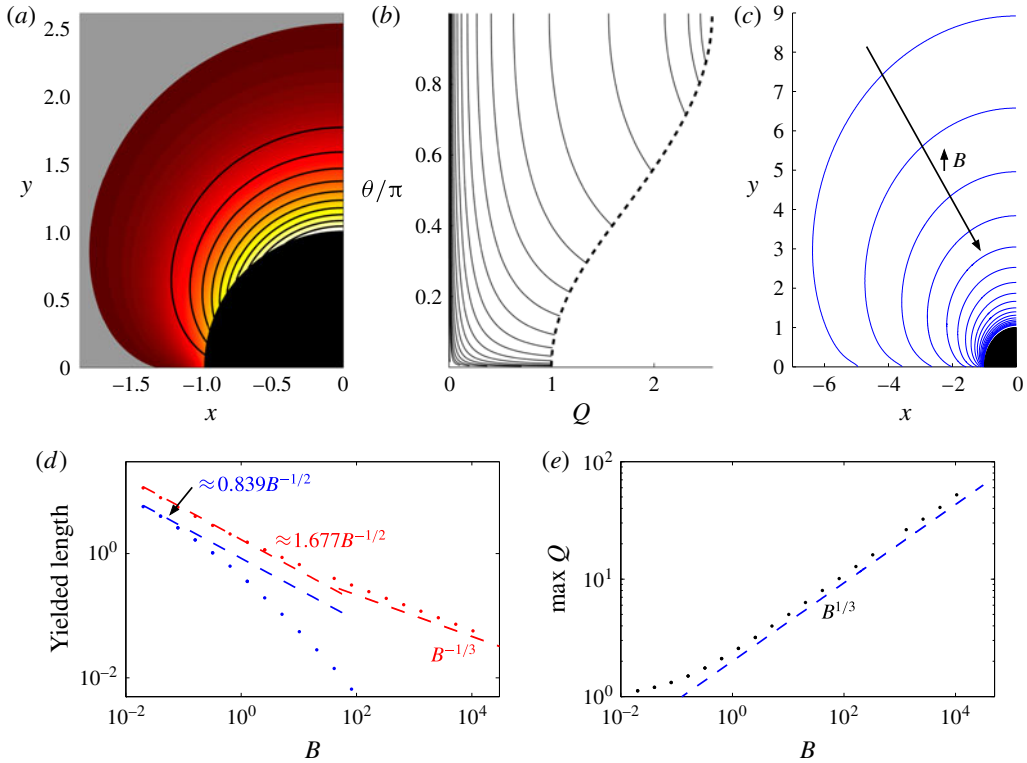 (a)
2.5
2.0
1.5
y
1.0
0.5
0
−1.5
−1.0
−0.5
0
x
(b)
0.8
0.6
θ/π
0.4
0.2
0
1
2
Q
(c)
9
8
7
6
5
y
4
3
2
1
0
B
−6
−4
−2
0
x
(d)
≈0.839B^{−1/2}
≈1.677B^{−1/2}
Yielded length
10^0
10^{−2}
B^{−1/3}
10^{−2}
10^0
10^2
10^4
B
(e)
10^2
max Q
10^1
B^{1/3}
10^0
10^{−2}
10^0
10^2
10^4
B